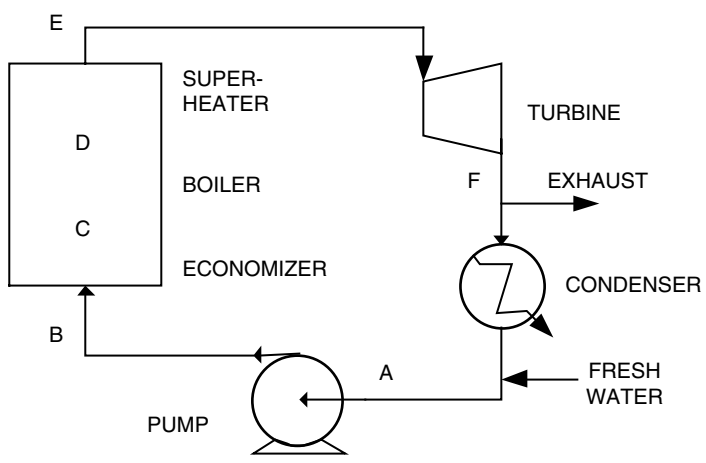 E
SUPER-
HEATER
D
TURBINE
BOILER
F
EXHAUST
C
ECONOMIZER
CONDENSER
B
A
FRESH
WATER
PUMP